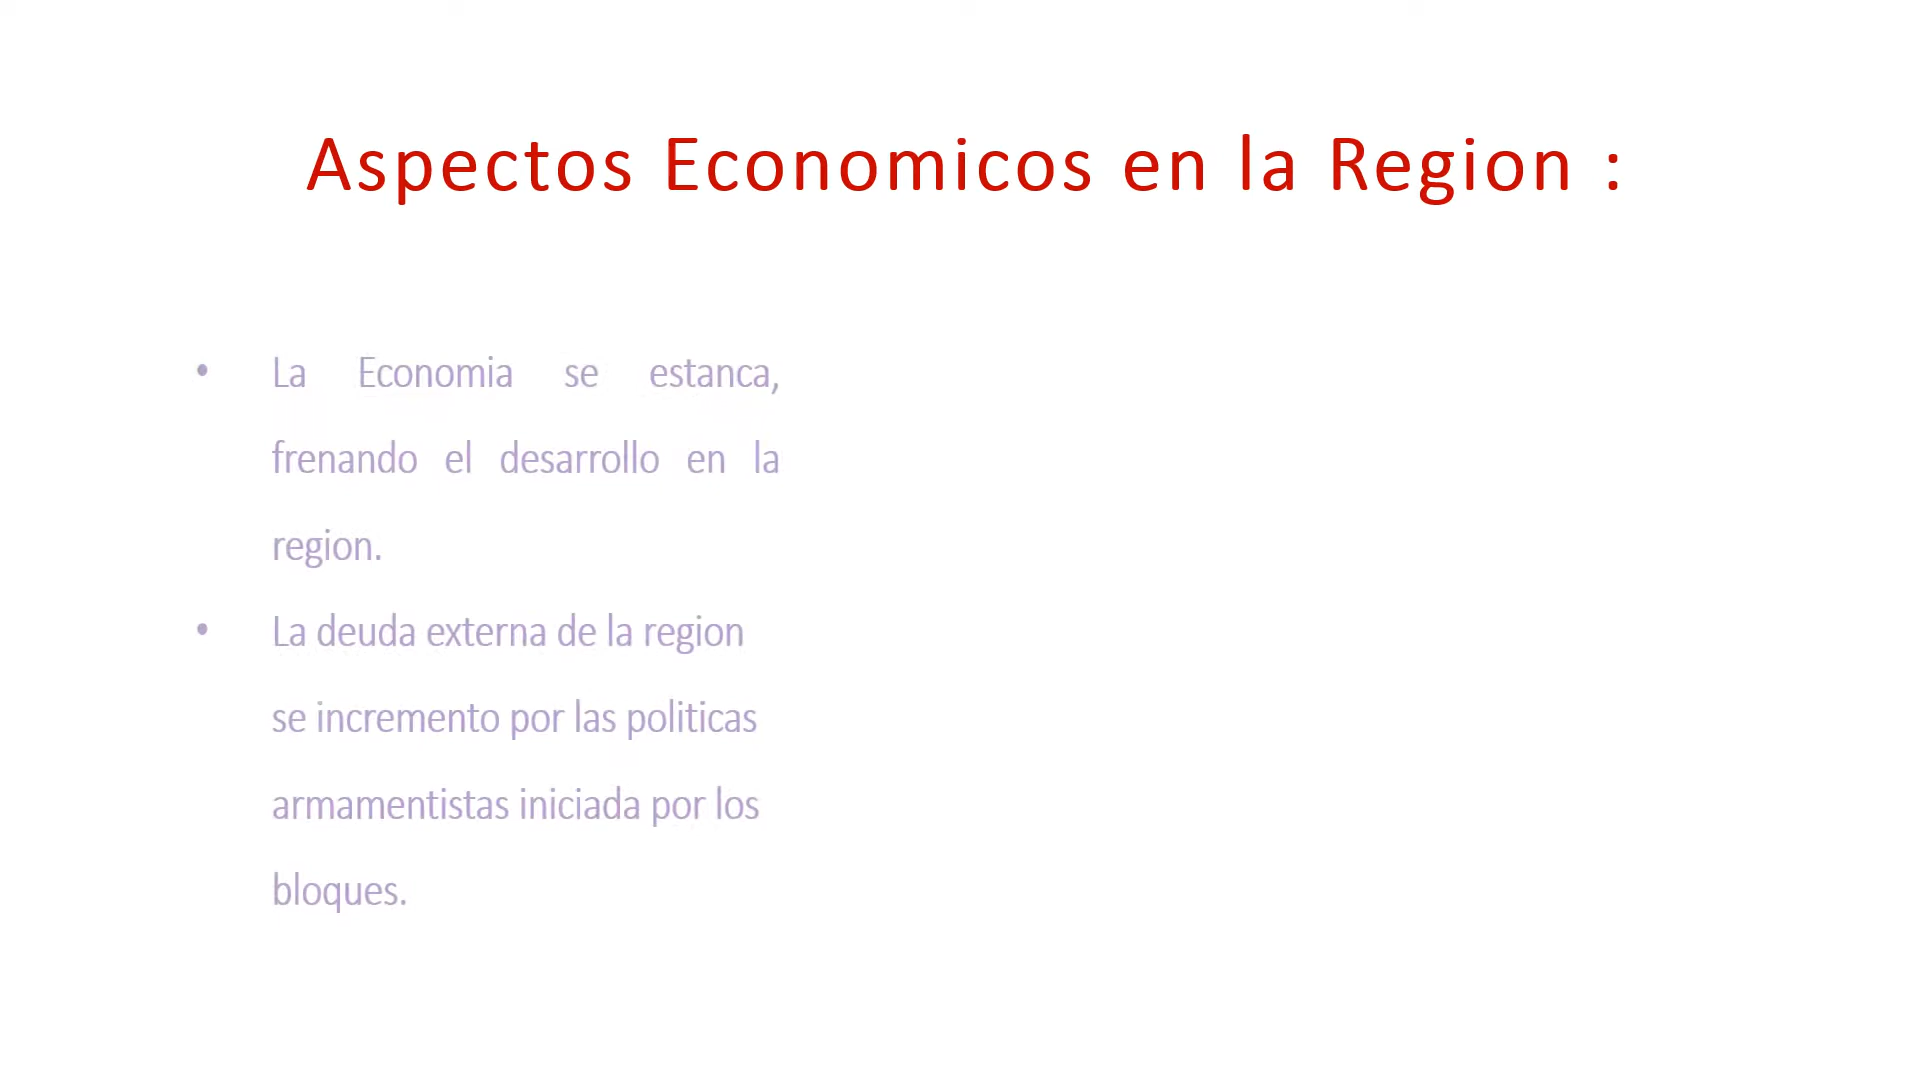 Aspectos Economicos en la Region :
• La Economia se estanca,
frenando el desarrollo en la
region.
• La deuda externa de la region
se incremento por las politicas
armamentistas iniciada por los
bloques.